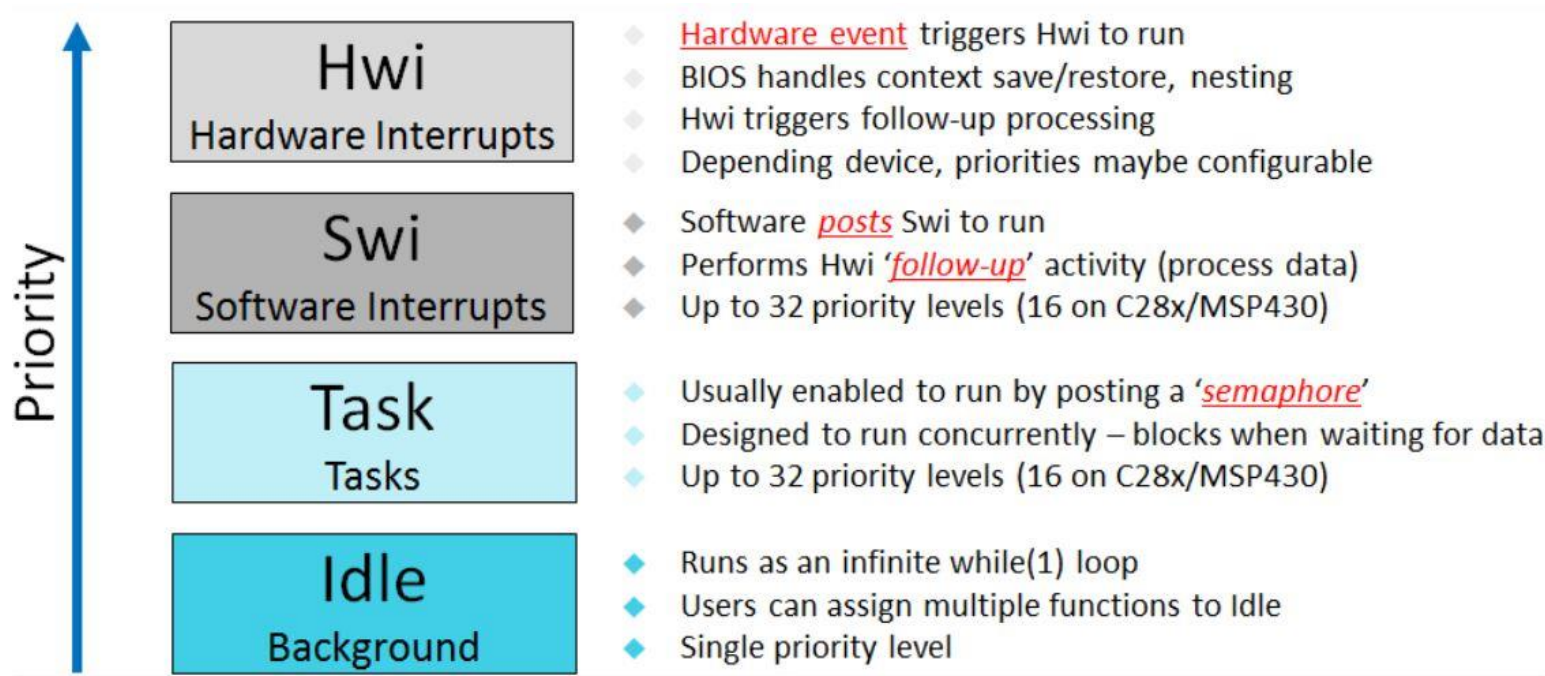 Priority
Hwi
Hardware Interrupts
Hardware event triggers Hwi to run
BIOS handles context save/restore, nesting
Hwi triggers follow-up processing
Depending device, priorities maybe configurable
Swi
Software Interrupts
Software posts Swi to run
Performs Hwi ‘follow-up’ activity (process data)
Up to 32 priority levels (16 on C28x/MSP430)
Task
Tasks
Usually enabled to run by posting a ‘semaphore’
Designed to run concurrently – blocks when waiting for data
Up to 32 priority levels (16 on C28x/MSP430)
Idle
Background
Runs as an infinite while(1) loop
Users can assign multiple functions to Idle
Single priority level